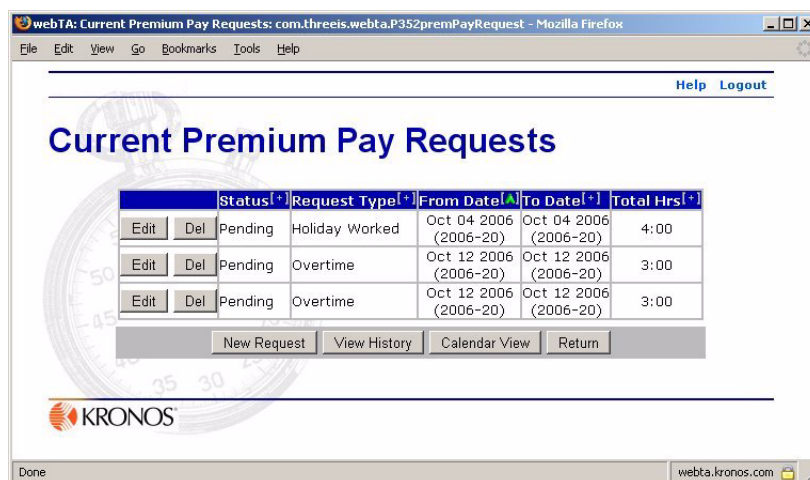 webTA: Current Premium Pay Requests: com.threeis.webta.P352premPayRequest - Mozilla Firefox
File Edit View Go Bookmarks Tools Help
Help Logout
Current Premium Pay Requests
Status[+] Request Type[+] From Date[A] To Date[+] Total Hrs[+]
Edit Del Pending Holiday Worked Oct 04 2006 (2006-20) Oct 04 2006 (2006-20) 4:00
Edit Del Pending Overtime Oct 12 2006 (2006-20) Oct 12 2006 (2006-20) 3:00
Edit Del Pending Overtime Oct 12 2006 (2006-20) Oct 12 2006 (2006-20) 3:00
New Request View History Calendar View Return
50
45
35 30
KRONOS
Done webta.kronos.com